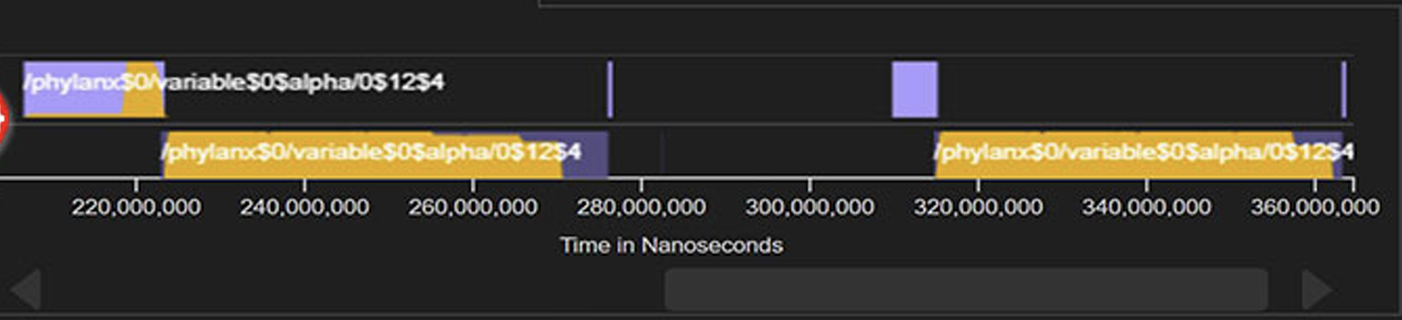 /phylanx$0/variable$0$alpha/0$12$4
/phylanx$0/variable$0$alpha/0$12$4 /phylanx$0/variable$0$alpha/0$12$4
220,000,000 240,000,000 260,000,000 280,000,000 300,000,000 320,000,000 340,000,000 360,000,000
Time in Nanoseconds